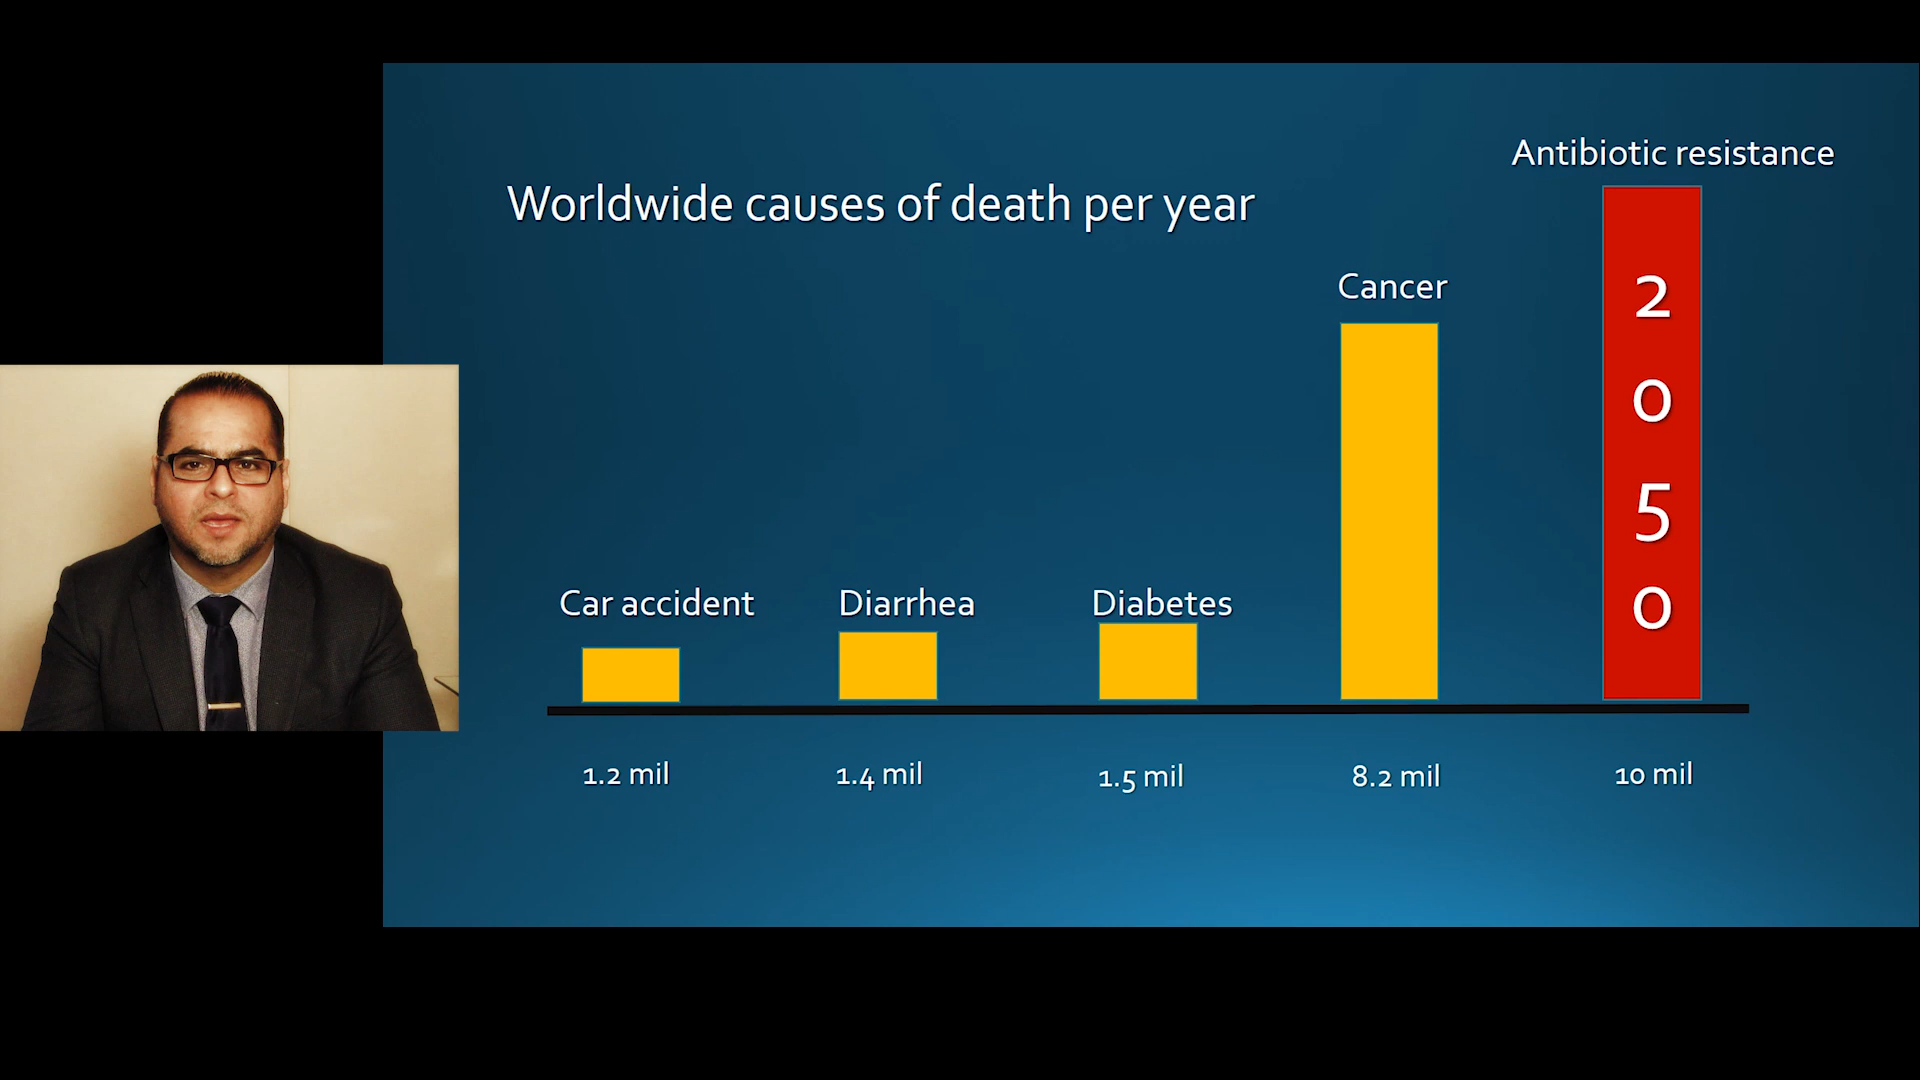 Antibiotic resistance
Worldwide causes of death per year
Cancer
2
0
5
0
Car accident
Diarrhea
Diabetes
1.2 mil
1.4 mil
1.5 mil
8.2 mil
10 mil